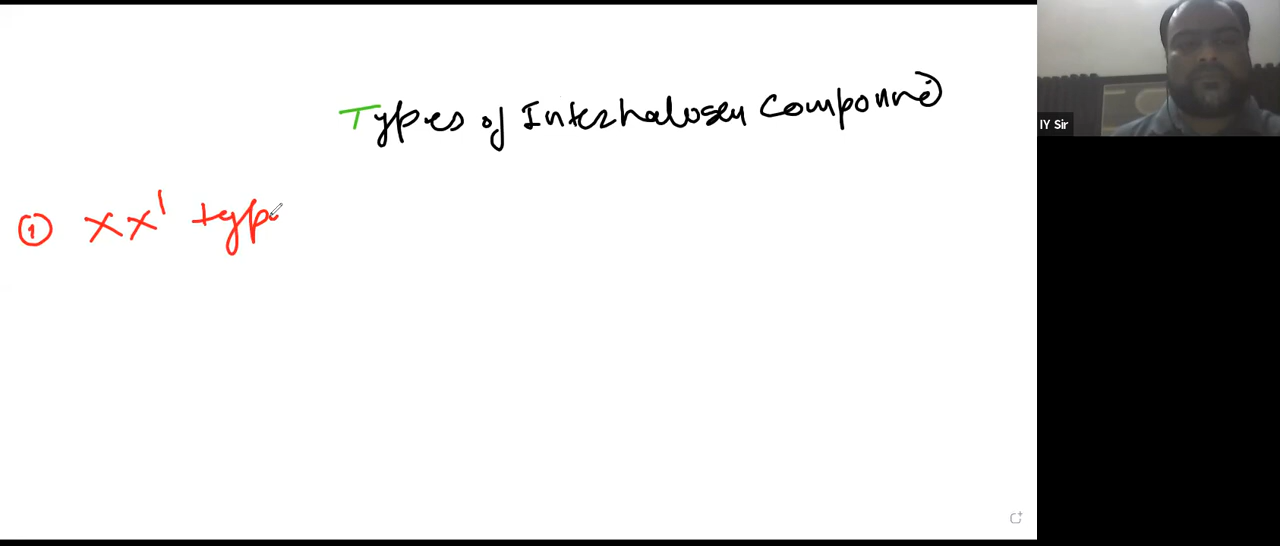 Types of Interhalogen Compound
① XX' type
IY Sir